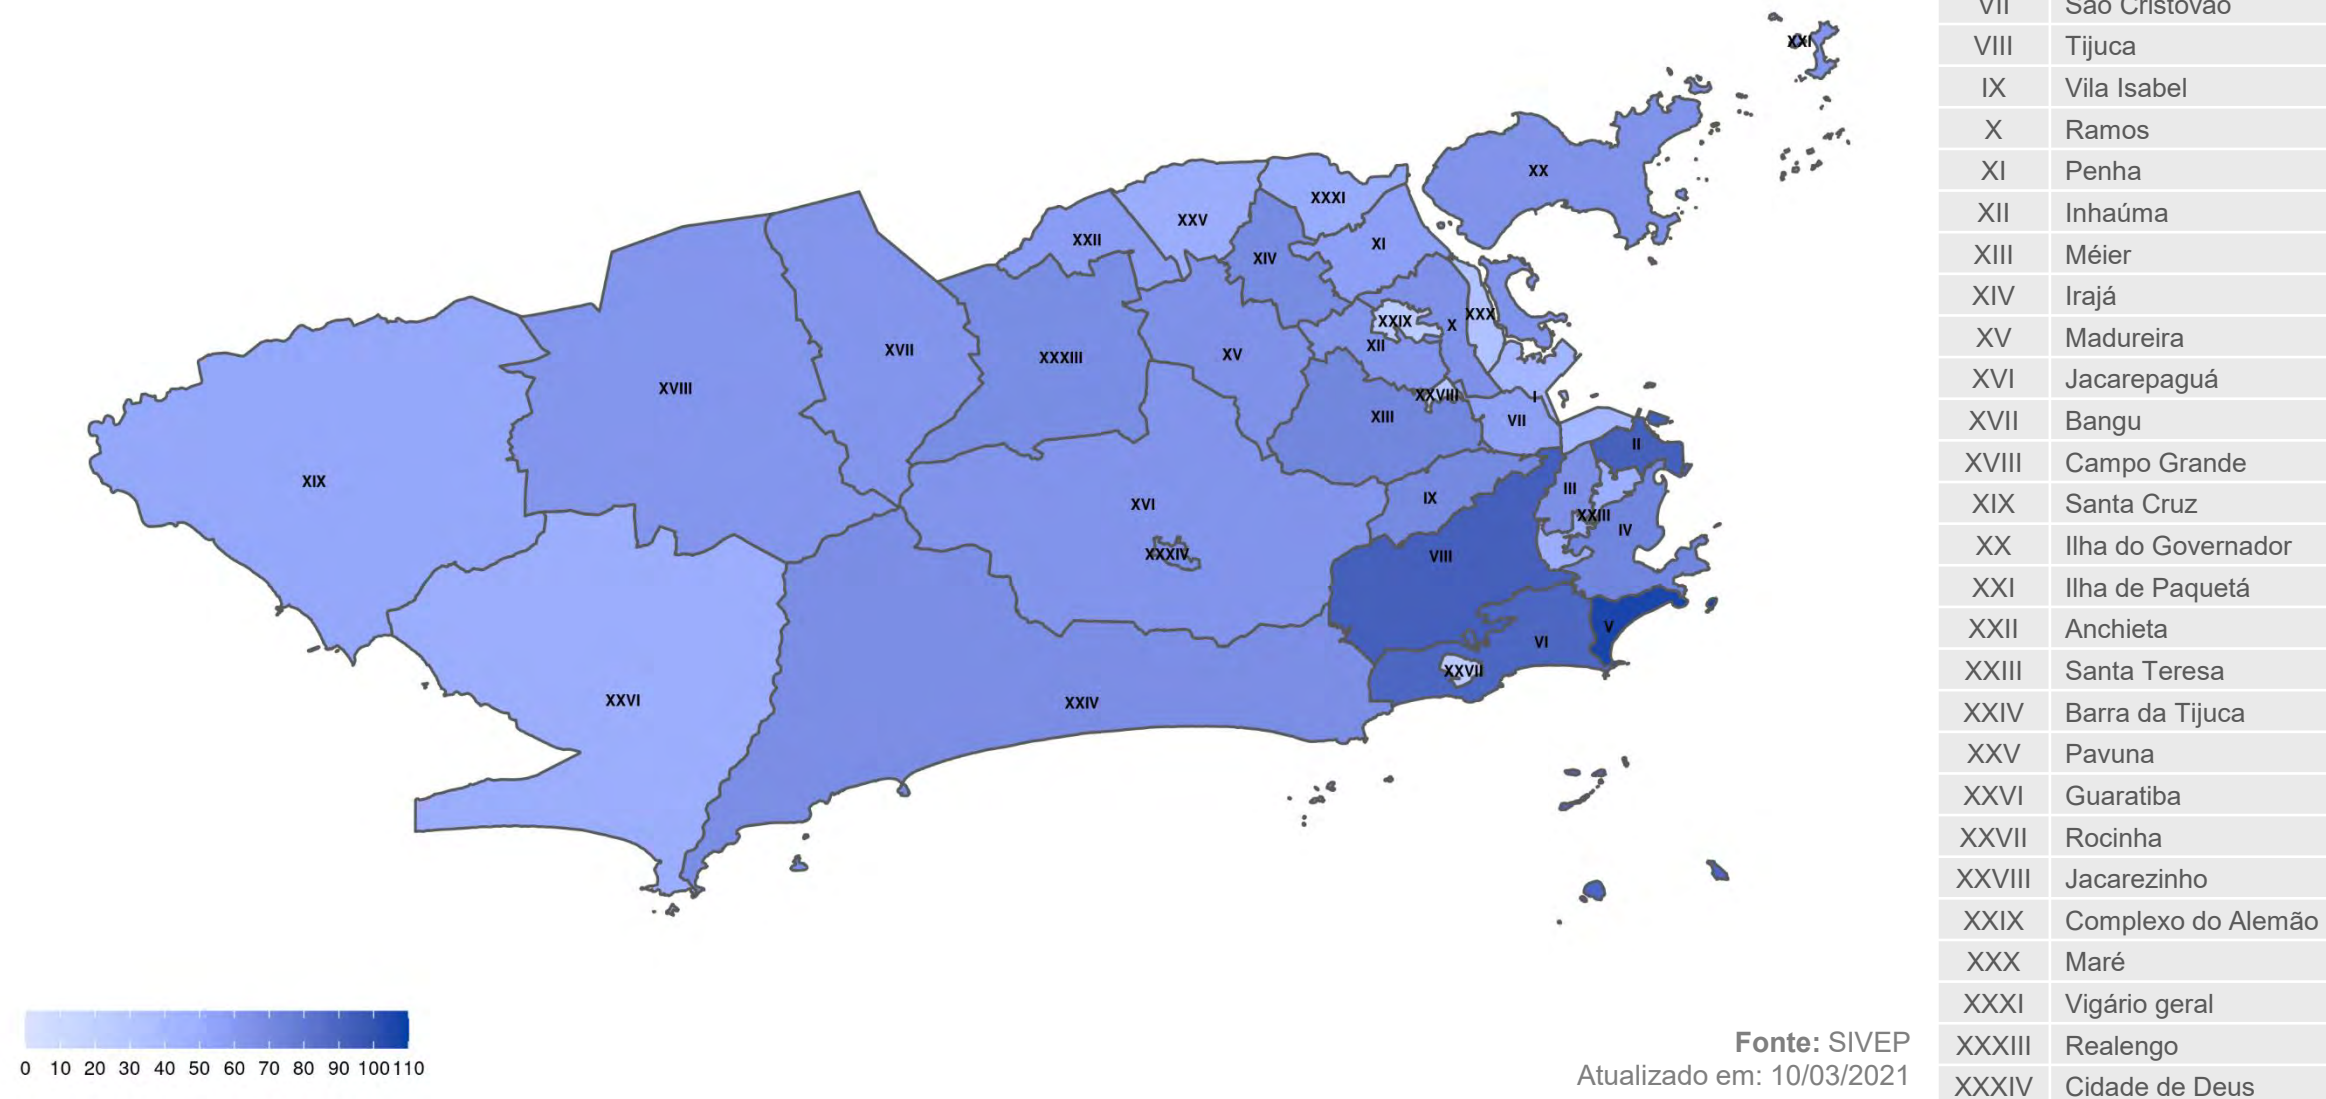 XXI
XX
XXXI
XXV
XXII
XI
XIV
XXX
XXIX
X
XII
XVII
XXXIII
XV
XVIII
XXVIII
I
XIII
VII
II
XIX
III
IX
XVI
XXIII
IV
XXXIV
VIII
V
VI
XXVII
XXVI
XXIV
0 10 20 30 40 50 60 70 80 90 100 110
Fonte: SIVEP
Atualizado em: 10/03/2021
VII São Cristovão
VIII Tijuca
IX Vila Isabel
X Ramos
XI Penha
XII Inhaúma
XIII Méier
XIV Irajá
XV Madureira
XVI Jacarepaguá
XVII Bangu
XVIII Campo Grande
XIX Santa Cruz
XX Ilha do Governador
XXI Ilha de Paquetá
XXII Anchieta
XXIII Santa Teresa
XXIV Barra da Tijuca
XXV Pavuna
XXVI Guaratiba
XXVII Rocinha
XXVIII Jacarezinho
XXIX Complexo do Alemão
XXX Maré
XXXI Vigário geral
XXXIII Realengo
XXXIV Cidade de Deus